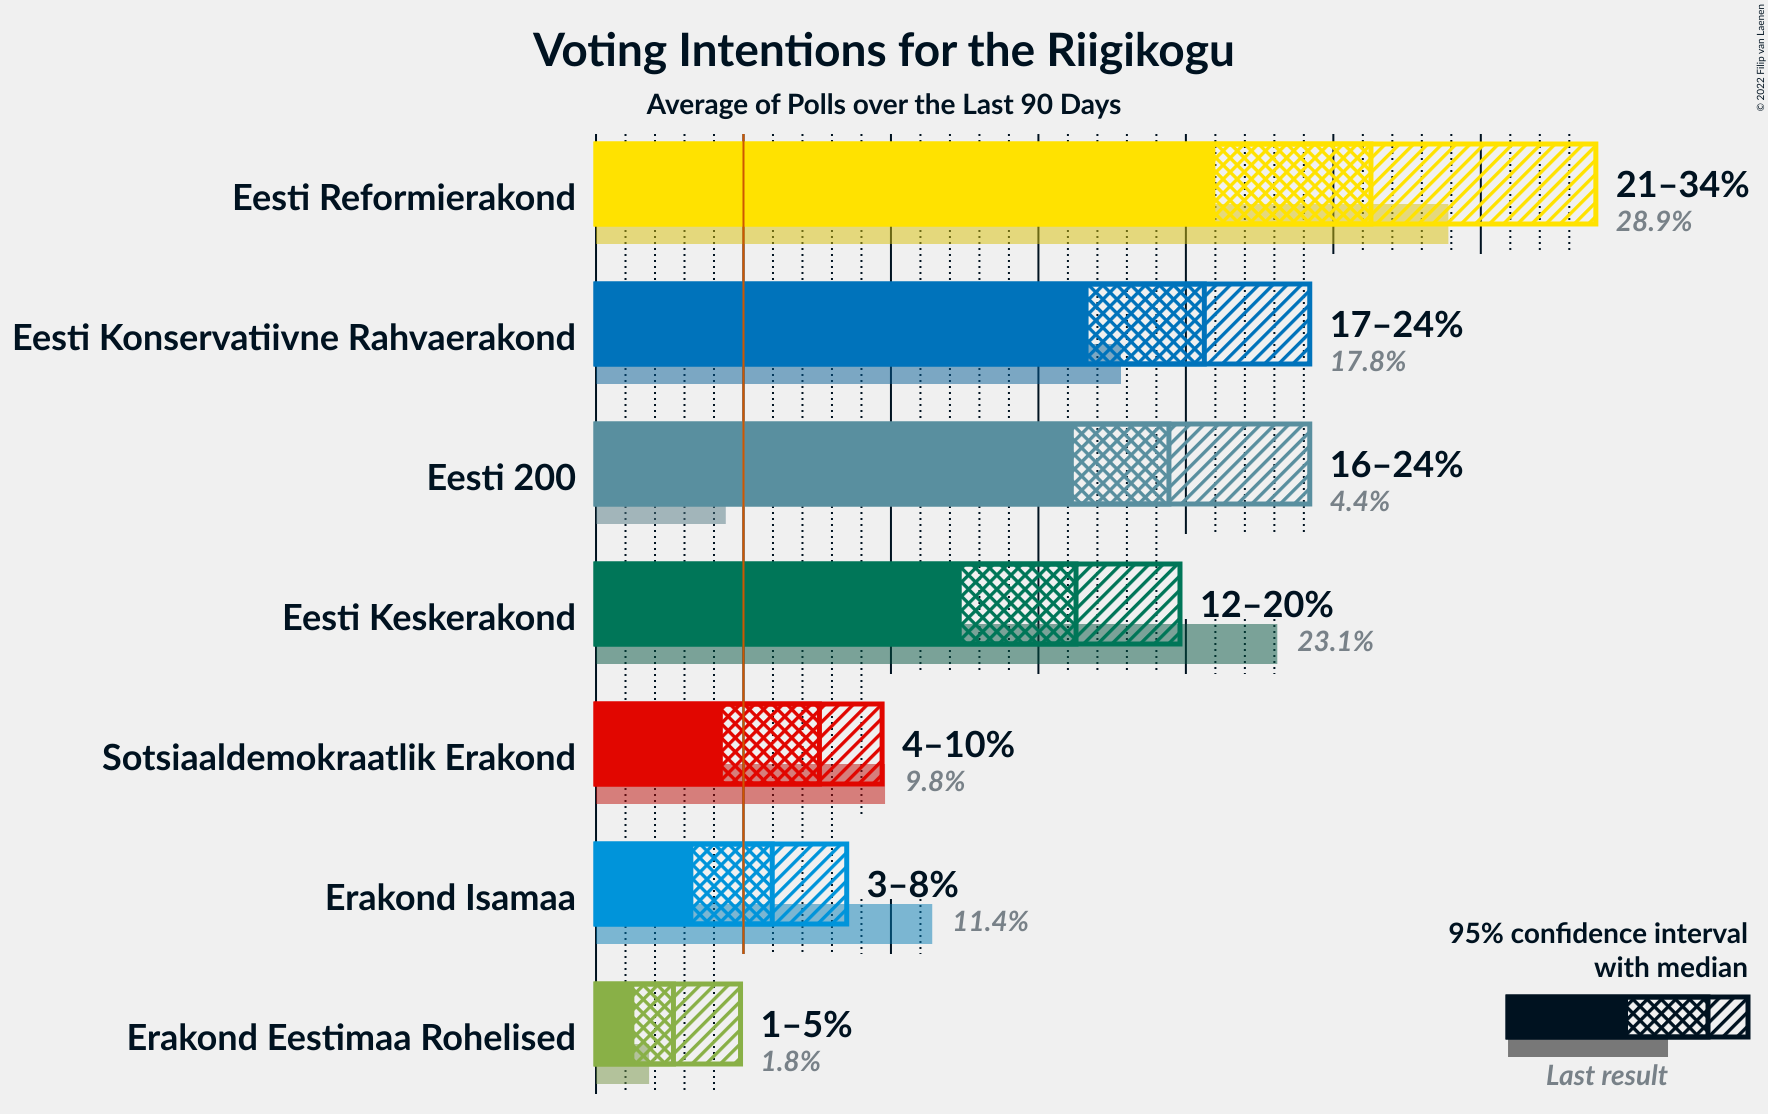 Voting Intentions for the Riigikogu
Average of Polls over the Last 90 Days
© 2022 Filip van Laenen
Eesti Reformierakond
21–34%
28.9%
Eesti Konservatiivne Rahvaerakond
17–24%
17.8%
Eesti 200
16–24%
4.4%
Eesti Keskerakond
12–20%
23.1%
Sotsiaaldemokraatlik Erakond
4–10%
9.8%
Erakond Isamaa
3–8%
11.4%
Erakond Eestimaa Rohelised
1–5%
1.8%
95% confidence interval
with median
Last result